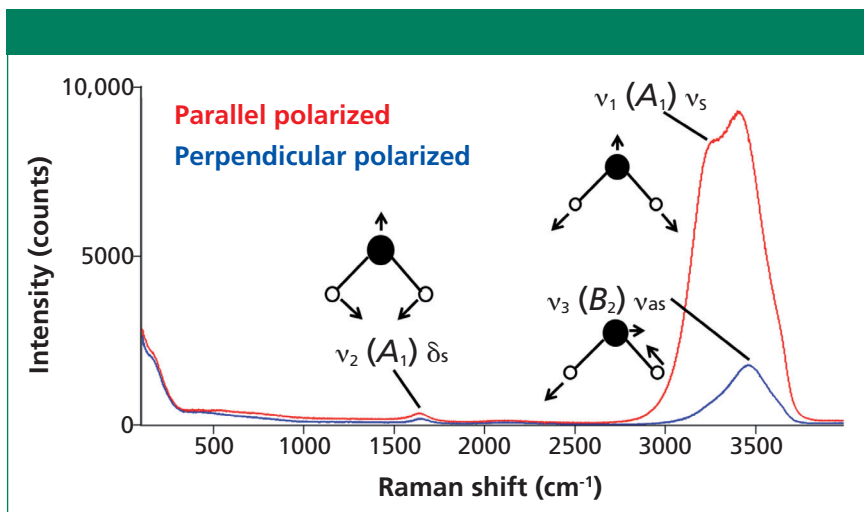 10,000
Parallel polarized
Perpendicular polarized
ν₁ (A₁) νs
5000
ν₃ (B₂) νas
ν₂ (A₁) δs
0
500
1000
1500
2000
2500
3000
3500
Intensity (counts)
Raman shift (cm⁻¹)